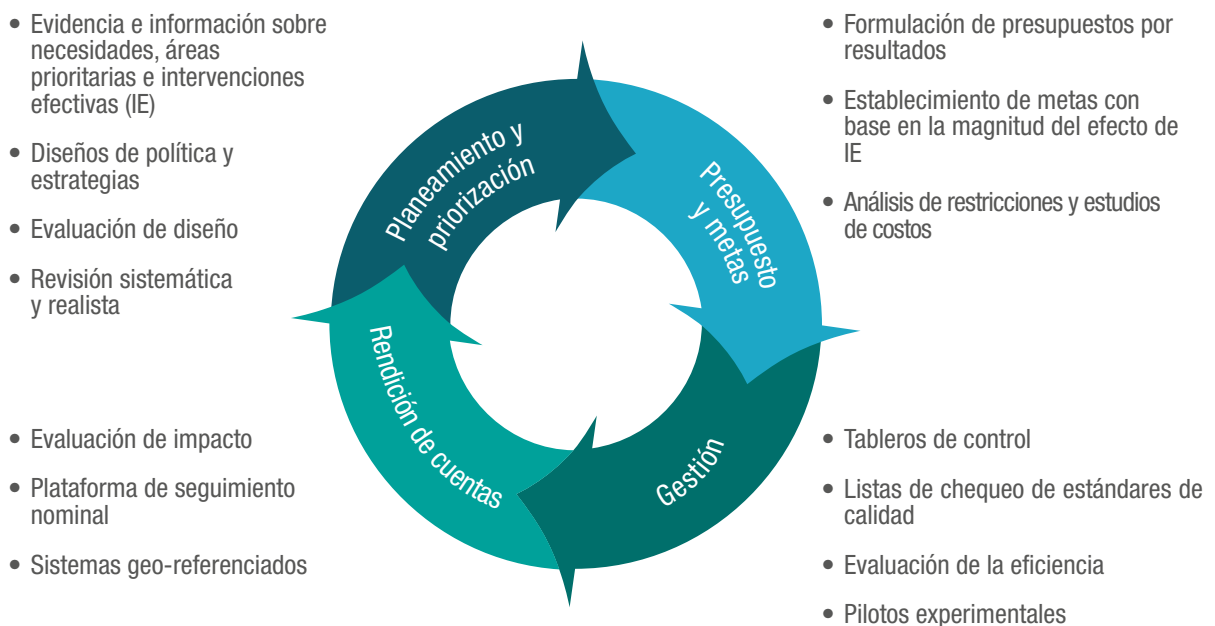 • Evidencia e información sobre
necesidades, áreas
prioritarias e intervenciones
efectivas (IE)
• Diseños de política y
estrategias
• Evaluación de diseño
• Revisión sistemática
y realista
Planeamiento y
priorización
Presupuesto
y metas
• Formulación de presupuestos por
resultados
• Establecimiento de metas con
base en la magnitud del efecto de
IE
• Análisis de restricciones y estudios
de costos
Rendición de cuentas
Gestión
• Evaluación de impacto
• Plataforma de seguimiento
nominal
• Sistemas geo-referenciados
• Tableros de control
• Listas de chequeo de estándares de
calidad
• Evaluación de la eficiencia
• Pilotos experimentales